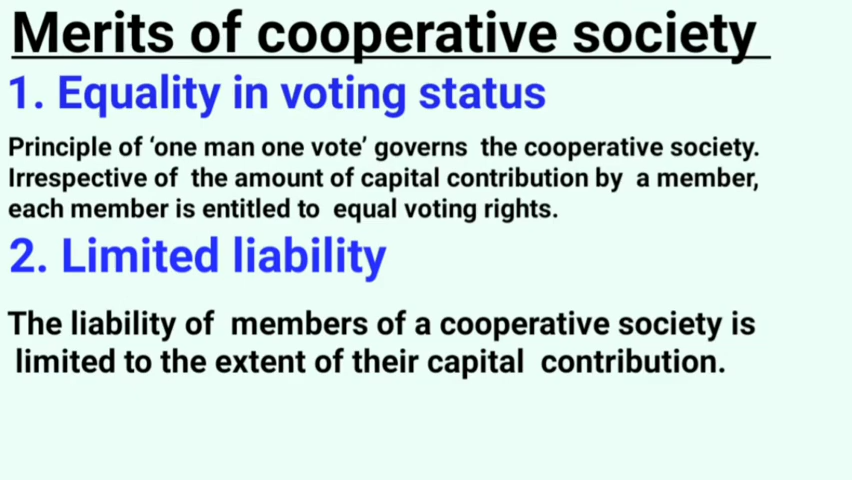 Merits of cooperative society
1. Equality in voting status
Principle of ‘one man one vote’ governs the cooperative society.
Irrespective of the amount of capital contribution by a member,
each member is entitled to equal voting rights.
2. Limited liability
The liability of members of a cooperative society is
limited to the extent of their capital contribution.